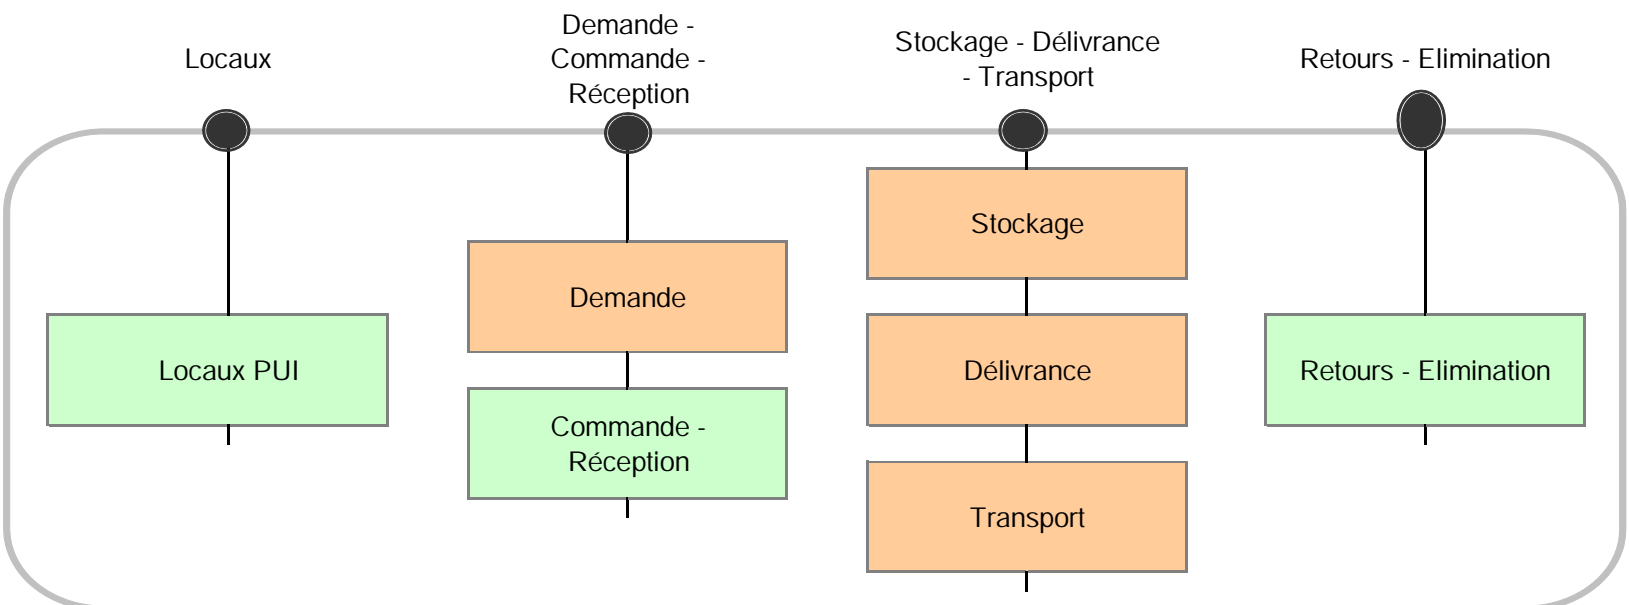 Locaux
Demande -
Commande -
Réception
Stockage - Délivrance
- Transport
Retours - Elimination
Locaux PUI
Demande
Commande -
Réception
Stockage
Délivrance
Transport
Retours - Elimination